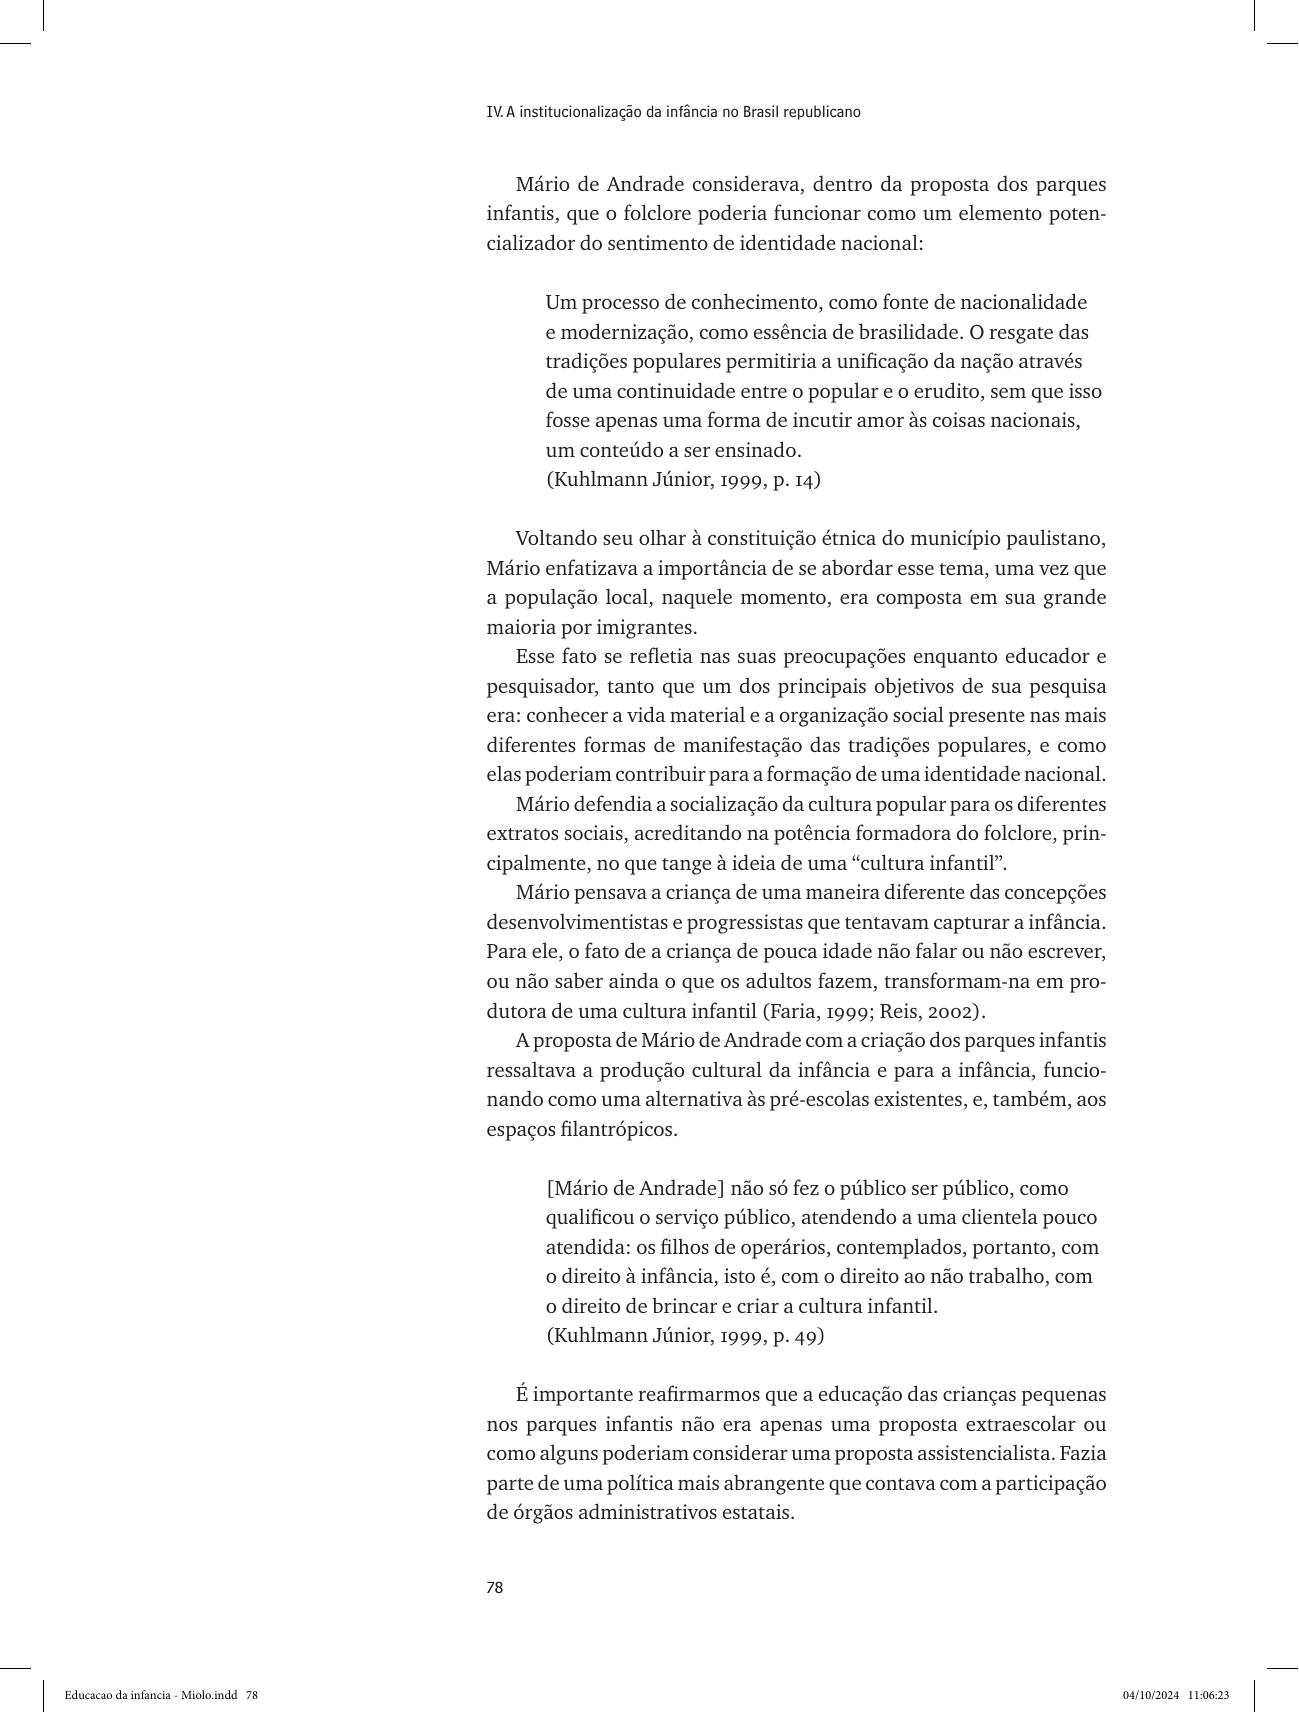 IV. A institucionalização da infância no Brasil republicano
Mário de Andrade considerava, dentro da proposta dos parques
infantis, que o folclore poderia funcionar como um elemento poten-
cializador do sentimento de identidade nacional:
Um processo de conhecimento, como fonte de nacionalidade
e modernização, como essência de brasilidade. O resgate das
tradições populares permitiria a unificação da nação através
de uma continuidade entre o popular e o erudito, sem que isso
fosse apenas uma forma de incutir amor às coisas nacionais,
um conteúdo a ser ensinado.
(Kuhlmann Júnior, 1999, p. 14)
Voltando seu olhar à constituição étnica do município paulistano,
Mário enfatizava a importância de se abordar esse tema, uma vez que
a população local, naquele momento, era composta em sua grande
maioria por imigrantes.
Esse fato se refletia nas suas preocupações enquanto educador e
pesquisador, tanto que um dos principais objetivos de sua pesquisa
era: conhecer a vida material e a organização social presente nas mais
diferentes formas de manifestação das tradições populares, e como
elas poderiam contribuir para a formação de uma identidade nacional.
Mário defendia a socialização da cultura popular para os diferentes
extratos sociais, acreditando na potência formadora do folclore, prin-
cipalmente, no que tange à ideia de uma “cultura infantil”.
Mário pensava a criança de uma maneira diferente das concepções
desenvolvimentistas e progressistas que tentavam capturar a infância.
Para ele, o fato de a criança de pouca idade não falar ou não escrever,
ou não saber ainda o que os adultos fazem, transformam-na em pro-
dutora de uma cultura infantil (Faria, 1999; Reis, 2002).
A proposta de Mário de Andrade com a criação dos parques infantis
ressaltava a produção cultural da infância e para a infância, funcio-
nando como uma alternativa às pré-escolas existentes, e, também, aos
espaços filantrópicos.
[Mário de Andrade] não só fez o público ser público, como
qualificou o serviço público, atendendo a uma clientela pouco
atendida: os filhos de operários, contemplados, portanto, com
o direito à infância, isto é, com o direito ao não trabalho, com
o direito de brincar e criar a cultura infantil.
(Kuhlmann Júnior, 1999, p. 49)
É importante reafirmarmos que a educação das crianças pequenas
nos parques infantis não era apenas uma proposta extraescolar ou
como alguns poderiam considerar uma proposta assistencialista. Fazia
parte de uma política mais abrangente que contava com a participação
de órgãos administrativos estatais.
78
Educacao da infancia - Miolo.indd 78
04/10/2024 11:06:23